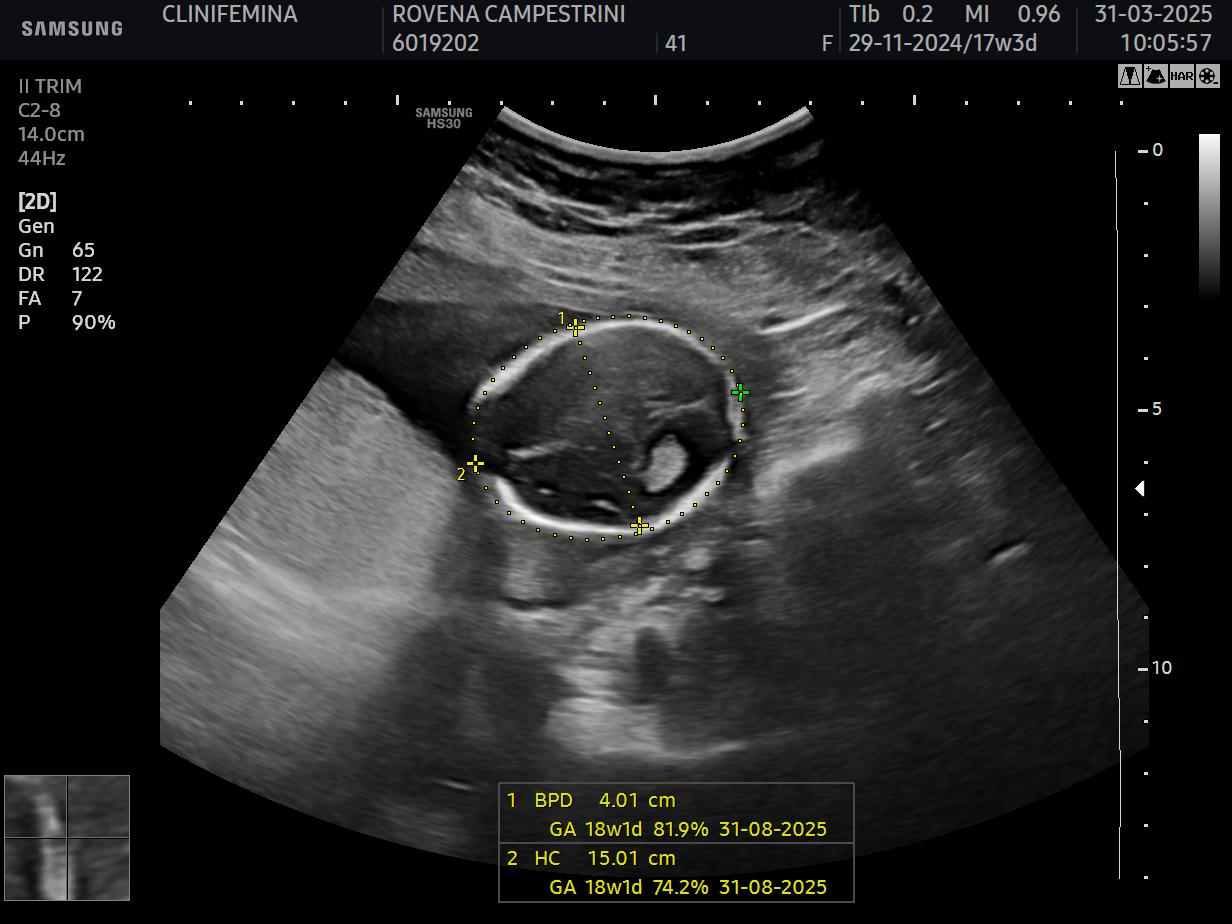 SAMSUNG
CLINIFEMINA
ROVENA CAMPESTRINI
TIb 0.2 MI 0.96
31-03-2025
6019202
41
F
29-11-2024/17w3d
10:05:57
HAR
II TRIM
C2-8
14.0cm
44Hz
SAMSUNG
HS30
[2D]
Gen
Gn 65
DR 122
FA 7
P 90%
0
5
10
1
2
1 BPD 4.01 cm
GA 18w1d 81.9% 31-08-2025
2 HC 15.01 cm
GA 18w1d 74.2% 31-08-2025